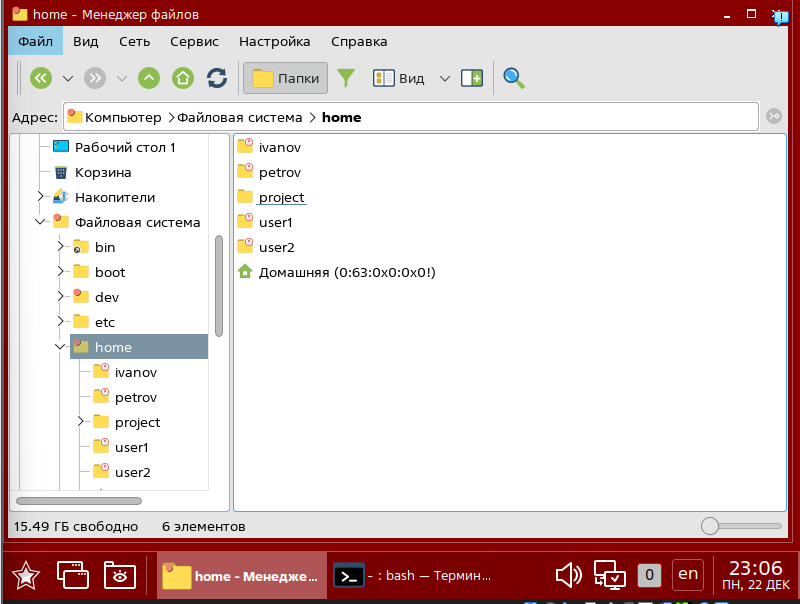 home - Менеджер файлов
Файл Вид Сеть Сервис Настройка Справка
Папки Вид
Адрес: Компьютер Файловая система home
Рабочий стол 1
Корзина
Накопители
Файловая система
bin
boot
dev
etc
home
ivanov
petrov
project
user1
user2
ivanov
petrov
project
user1
user2
Домашняя (0:63:0x0:0x0!)
15.49 ГБ свободно 6 элементов
home - Менедже...
- : bash — Термин...
0
en
23:06
ПН, 22 ДЕК